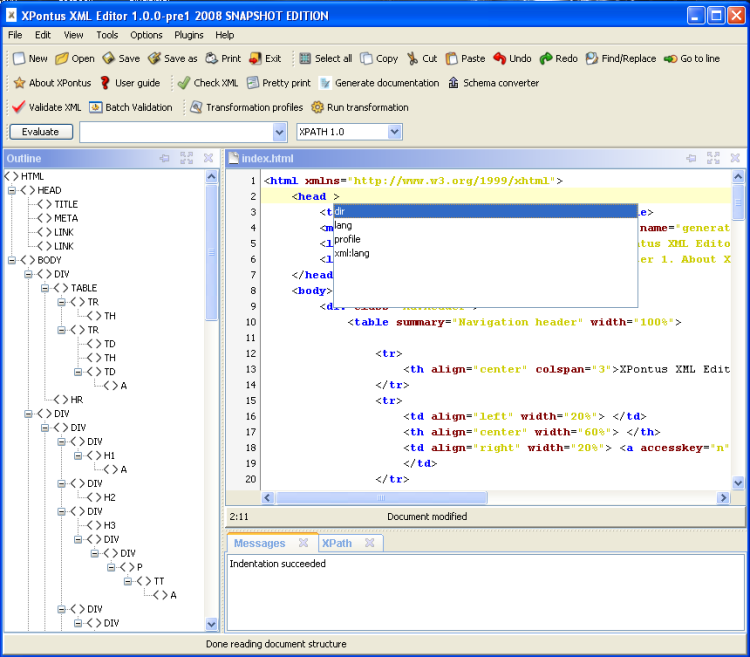 XPontus XML Editor 1.0.0-pre1 2008 SNAPSHOT EDITION
File Edit View Tools Options Plugins Help
New Open Save Save as Print Exit Select all Copy Cut Paste Undo Redo Find/Replace Go to line
About XPontus User guide Check XML Pretty print Generate documentation Schema converter
Validate XML Batch Validation Transformation profiles Run transformation
Evaluate XPATH 1.0
Outline
HTML
HEAD
TITLE
META
LINK
LINK
BODY
DIV
TABLE
TR
TH
TR
TD
TH
TD
A
HR
DIV
DIV
DIV
H1
A
DIV
H2
DIV
H3
DIV
DIV
P
TT
A
DIV
DIV
index.html
1 <html xmlns="http://www.w3.org/1999/xhtml">
2 <head >
3 <t e>
4 <m name="generat
5 <l tus XML Edito
6 <l er 1. About X
7 </head
8 <body>
9
10 <table summary="Navigation header" width="100%">
11
12 <tr>
13 <th align="center" colspan="3">XPontus XML Edit
14 </tr>
15 <tr>
16 <td align="left" width="20%"> </td>
17 <th align="center" width="60%"> </th>
18 <td align="right" width="20%"> <a accesskey="n"
19 </td>
20 </tr>
dir
lang
profile
xml:lang
2:11 Document modified
Messages XPath
Indentation succeeded
Done reading document structure